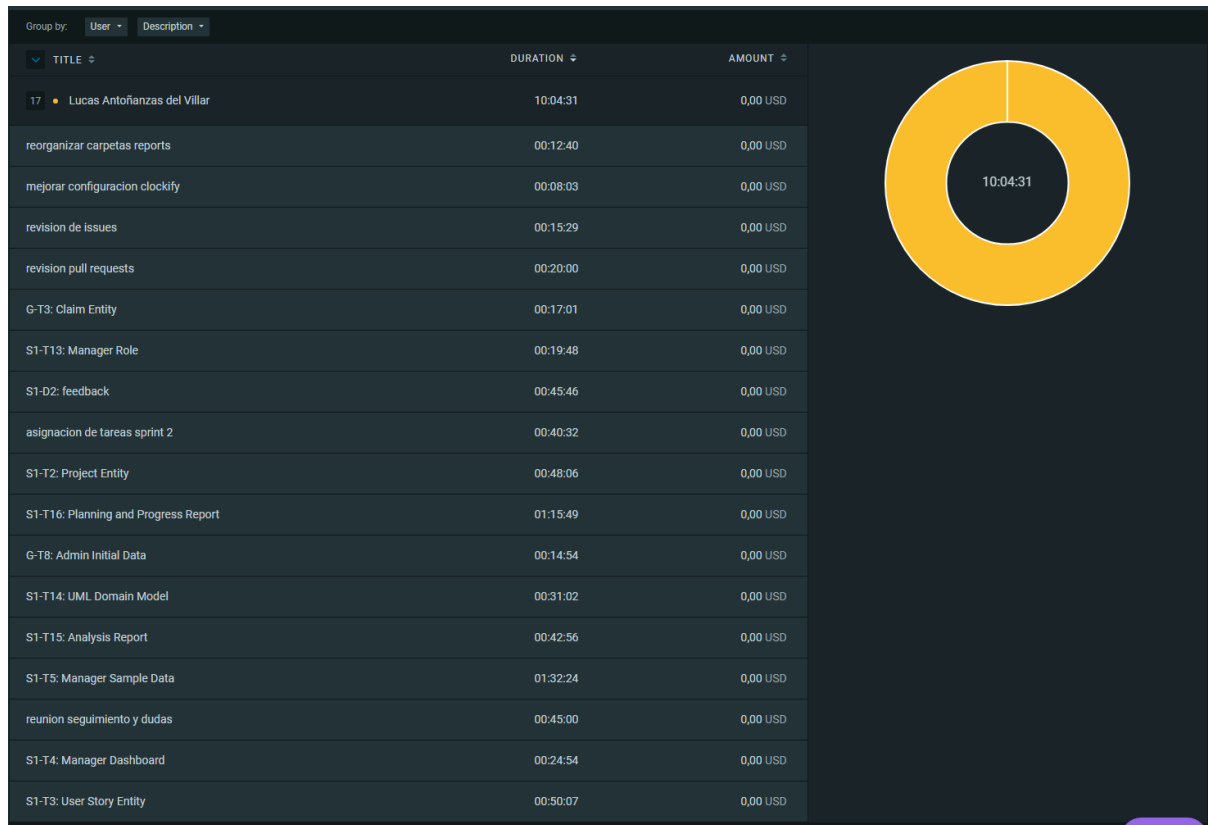 Group by: User Description
TITLE DURATION AMOUNT
17 Lucas Antoñanzas del Villar 10:04:31 0,00 USD
reorganizar carpetas reports 00:12:40 0,00 USD
mejorar configuracion clockify 00:08:03 0,00 USD
revision de issues 00:15:29 0,00 USD
revision pull requests 00:20:00 0,00 USD
G-T3: Claim Entity 00:17:01 0,00 USD
S1-T13: Manager Role 00:19:48 0,00 USD
S1-D2: feedback 00:45:46 0,00 USD
asignacion de tareas sprint 2 00:40:32 0,00 USD
S1-T2: Project Entity 00:48:06 0,00 USD
S1-T16: Planning and Progress Report 01:15:49 0,00 USD
G-T8: Admin Initial Data 00:14:54 0,00 USD
S1-T14: UML Domain Model 00:31:02 0,00 USD
S1-T15: Analysis Report 00:42:56 0,00 USD
S1-T5: Manager Sample Data 01:32:24 0,00 USD
reunion seguimiento y dudas 00:45:00 0,00 USD
S1-T4: Manager Dashboard 00:24:54 0,00 USD
S1-T3: User Story Entity 00:50:07 0,00 USD
10:04:31